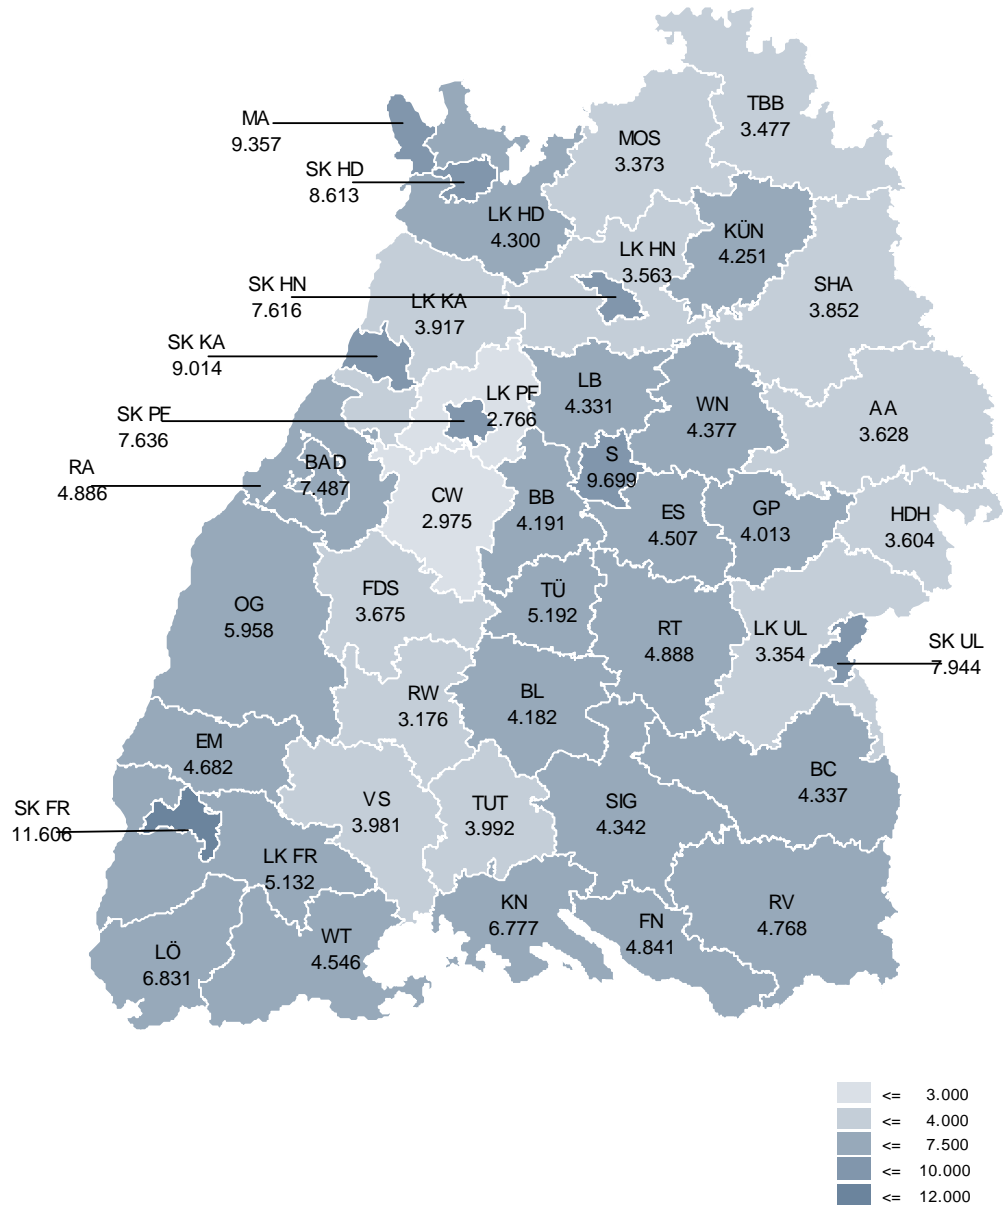 TBB
3.477
MA
9.357
MOS
3.373
SK HD
8.613
LK HD
4.300
KÜN
4.251
LK HN
3.563
SK HN
7.616
LK KA
3.917
SHA
3.852
SK KA
9.014
LK PF
2.766
LB
4.331
WN
4.377
AA
3.628
SK PF
7.636
S
9.699
RA
4.886
BAD
7.487
CW
2.975
BB
4.191
ES
4.507
GP
4.013
HDH
3.604
OG
5.958
FDS
3.675
TÜ
5.192
RT
4.888
LK UL
3.354
SK UL
7.944
RW
3.176
BL
4.182
EM
4.682
BC
4.337
SK FR
11.606
VS
3.981
TUT
3.992
SIG
4.342
LK FR
5.132
KN
6.777
FN
4.841
RV
4.768
LÖ
6.831
WT
4.546
<= 3.000
<= 4.000
<= 7.500
<= 10.000
<= 12.000